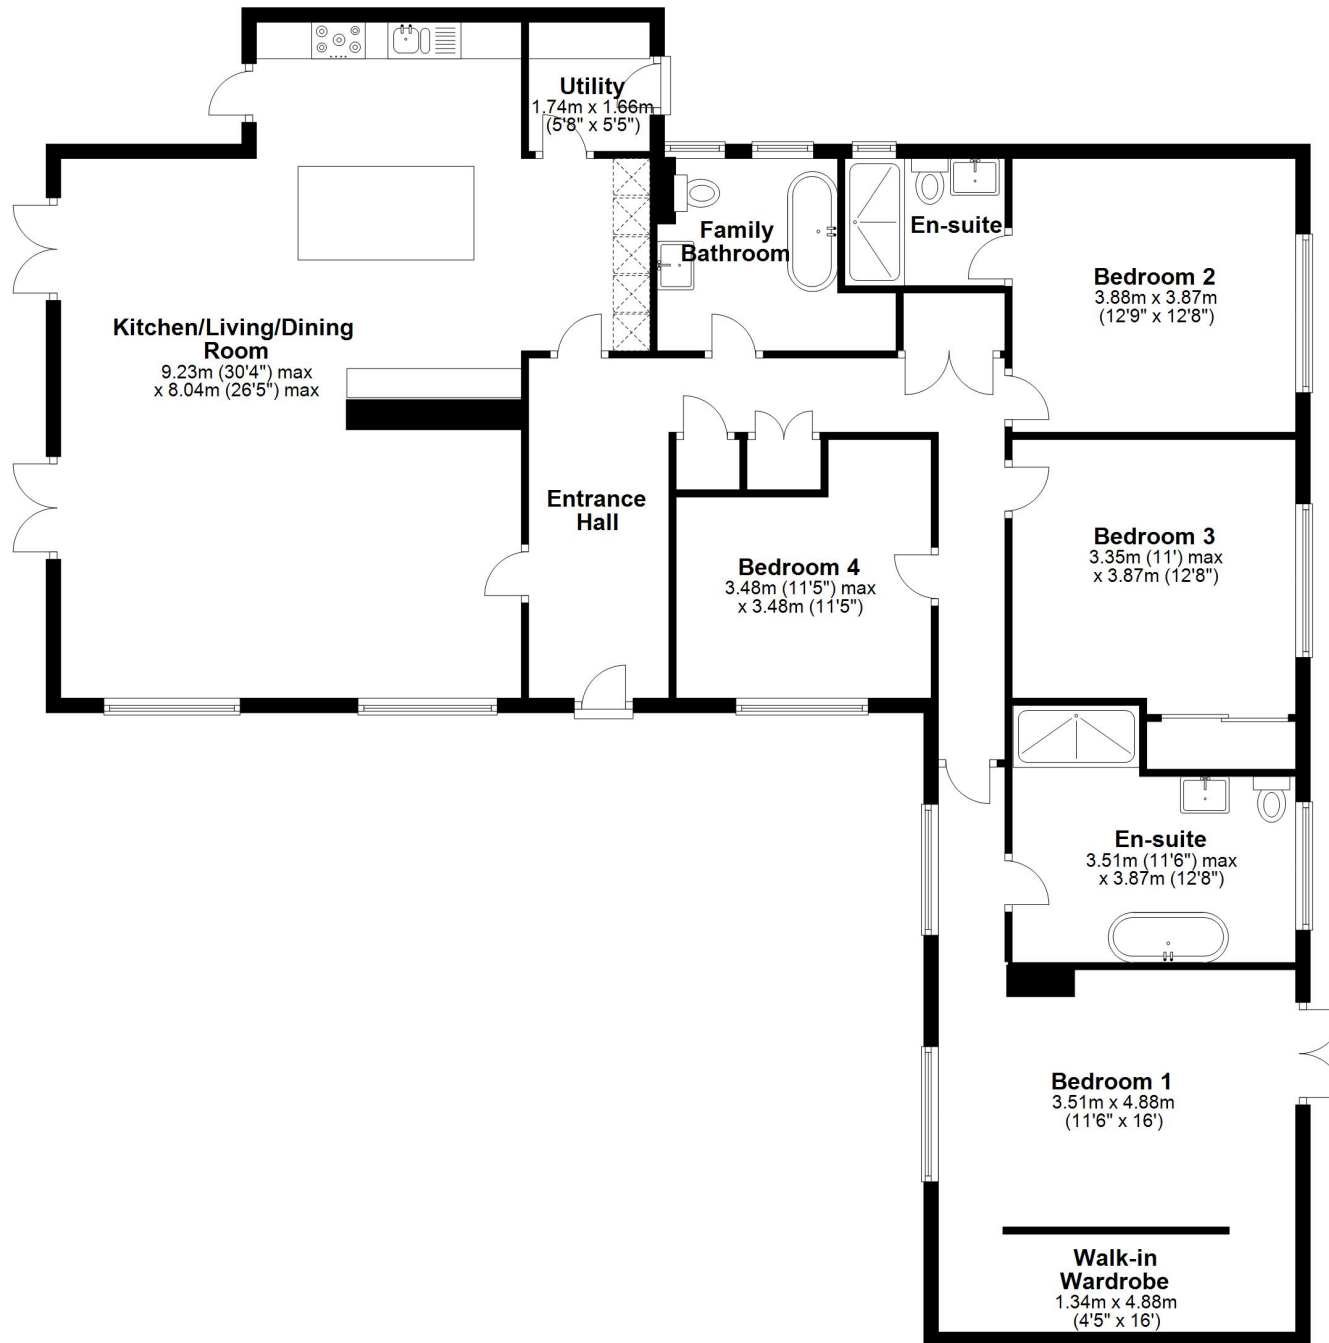 Utility
1.74m x 1.66m
(5'8" x 5'5")
Family
Bathroom
En-suite
Bedroom 2
3.88m x 3.87m
(12'9" x 12'8")
Kitchen/Living/Dining
Room
9.23m (30'4") max
x 8.04m (26'5") max
Entrance
Hall
Bedroom 4
3.48m (11'5") max
x 3.48m (11'5")
Bedroom 3
3.35m (11') max
x 3.87m (12'8")
En-suite
3.51m (11'6") max
x 3.87m (12'8")
Bedroom 1
3.51m x 4.88m
(11'6" x 16')
Walk-in
Wardrobe
1.34m x 4.88m
(4'5" x 16')